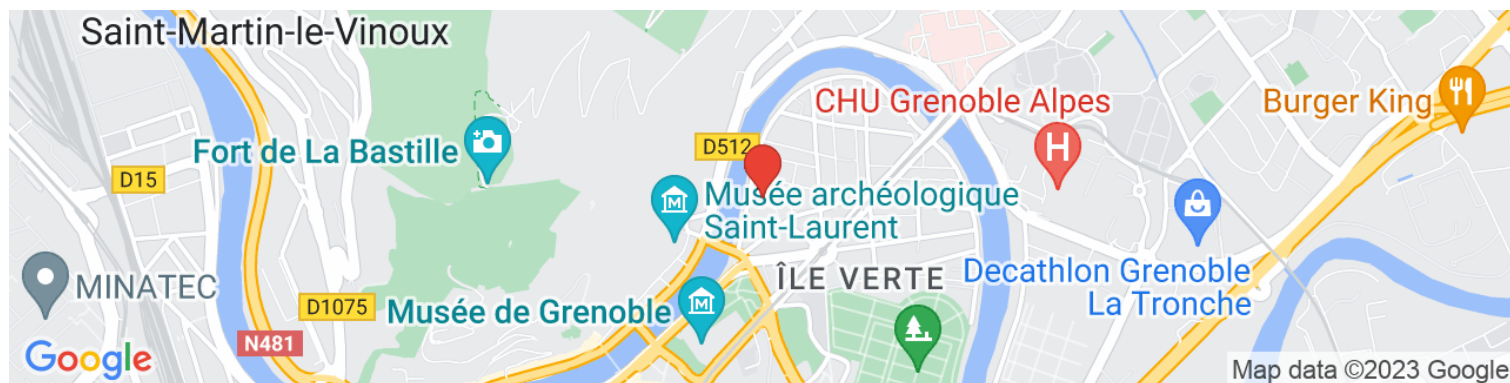 Saint-Martin-le-Vinoux
CHU Grenoble Alpes
Burger King
D512
Fort de La Bastille
D15
Musée archéologique
Saint-Laurent
H
M
MINATEC
ÎLE VERTE
Decathlon Grenoble
La Tronche
D1075
Musée de Grenoble
M
N481
Google
Map data ©2023 Google